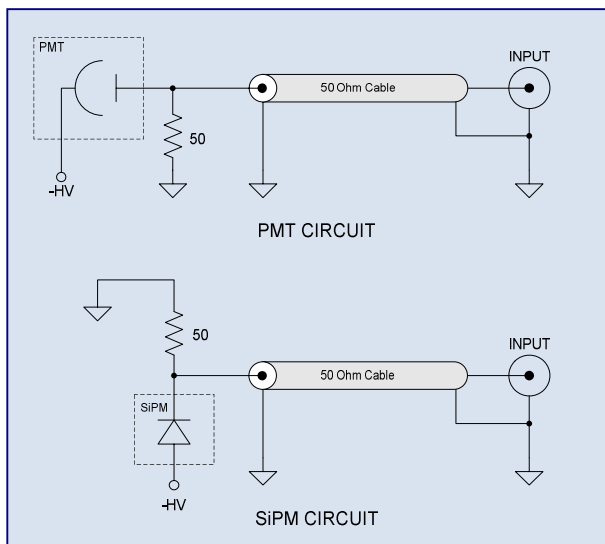 PMT
INPUT
50 Ohm Cable
50
-HV
PMT CIRCUIT
50
INPUT
50 Ohm Cable
SiPM
-HV
SiPM CIRCUIT